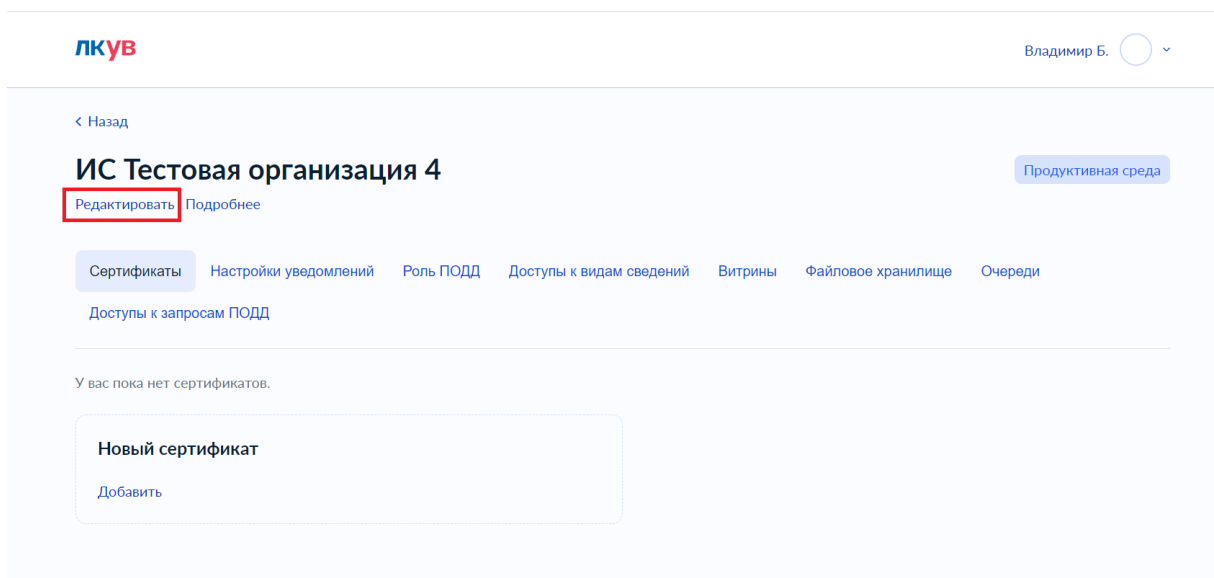 лкув
Владимир Б.
Назад
ИС Тестовая организация 4
Продуктивная среда
Редактировать Подробнее
Сертификаты Настройки уведомлений Роль ПОДД Доступы к видам сведений Витрины Файловое хранилище Очереди
Доступы к запросам ПОДД
У вас пока нет сертификатов.
Новый сертификат
Добавить